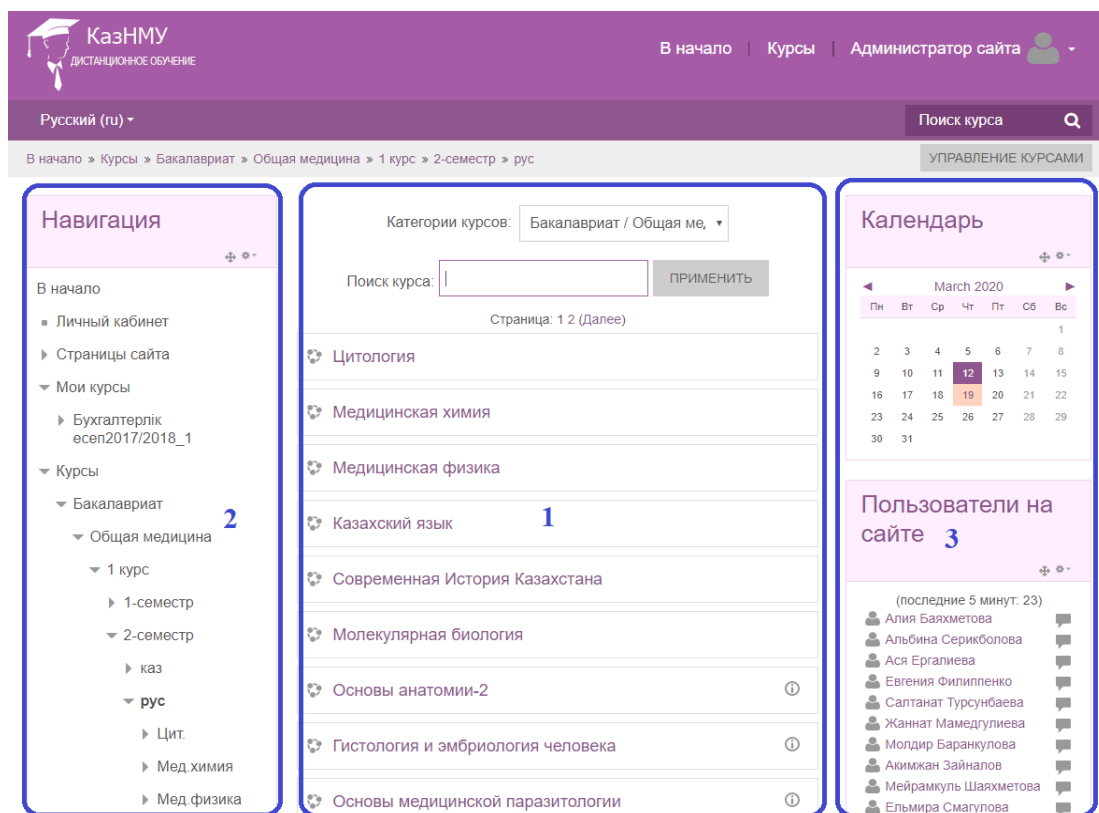 КазНМУ
ДИСТАНЦИОННОЕ ОБУЧЕНИЕ
В начало | Курсы | Администратор сайта
Русский (ru)
Поиск курса
В начало » Курсы » Бакалавриат » Общая медицина » 1 курс » 2-семестр » рус
УПРАВЛЕНИЕ КУРСАМИ
Навигация
В начало
Личный кабинет
Страницы сайта
Мои курсы
Бухгалтерлік
есеп2017/2018_1
Курсы
Бакалавриат
2
Общая медицина
1 курс
1-семестр
2-семестр
каз
рус
Цит.
Мед.химия
Мед.физика
Категории курсов: Бакалавриат / Общая мед
Поиск курса: ПРИМЕНИТЬ
Страница: 1 2 (Далее)
Цитология
Медицинская химия
Медицинская физика
Казахский язык
1
Современная История Казахстана
Молекулярная биология
Основы анатомии-2
Гистология и эмбриология человека
Основы медицинской паразитологии
Календарь
March 2020
Пн Вт Ср Чт Пт Сб Вс
1
2 3 4 5 6 7 8
9 10 11 12 13 14 15
16 17 18 19 20 21 22
23 24 25 26 27 28 29
30 31
Пользователи на
сайте 3
(последние 5 минут: 23)
Алия Баяхметова
Альбина Серикболова
Ася Ергалиева
Евгения Филиппенко
Салтанат Турсунбаева
Жаннат Мамедгулиева
Молдир Баранкулова
Акимжан Зайналов
Мейрамкуль Шаяхметова
Ельмира Смагулова